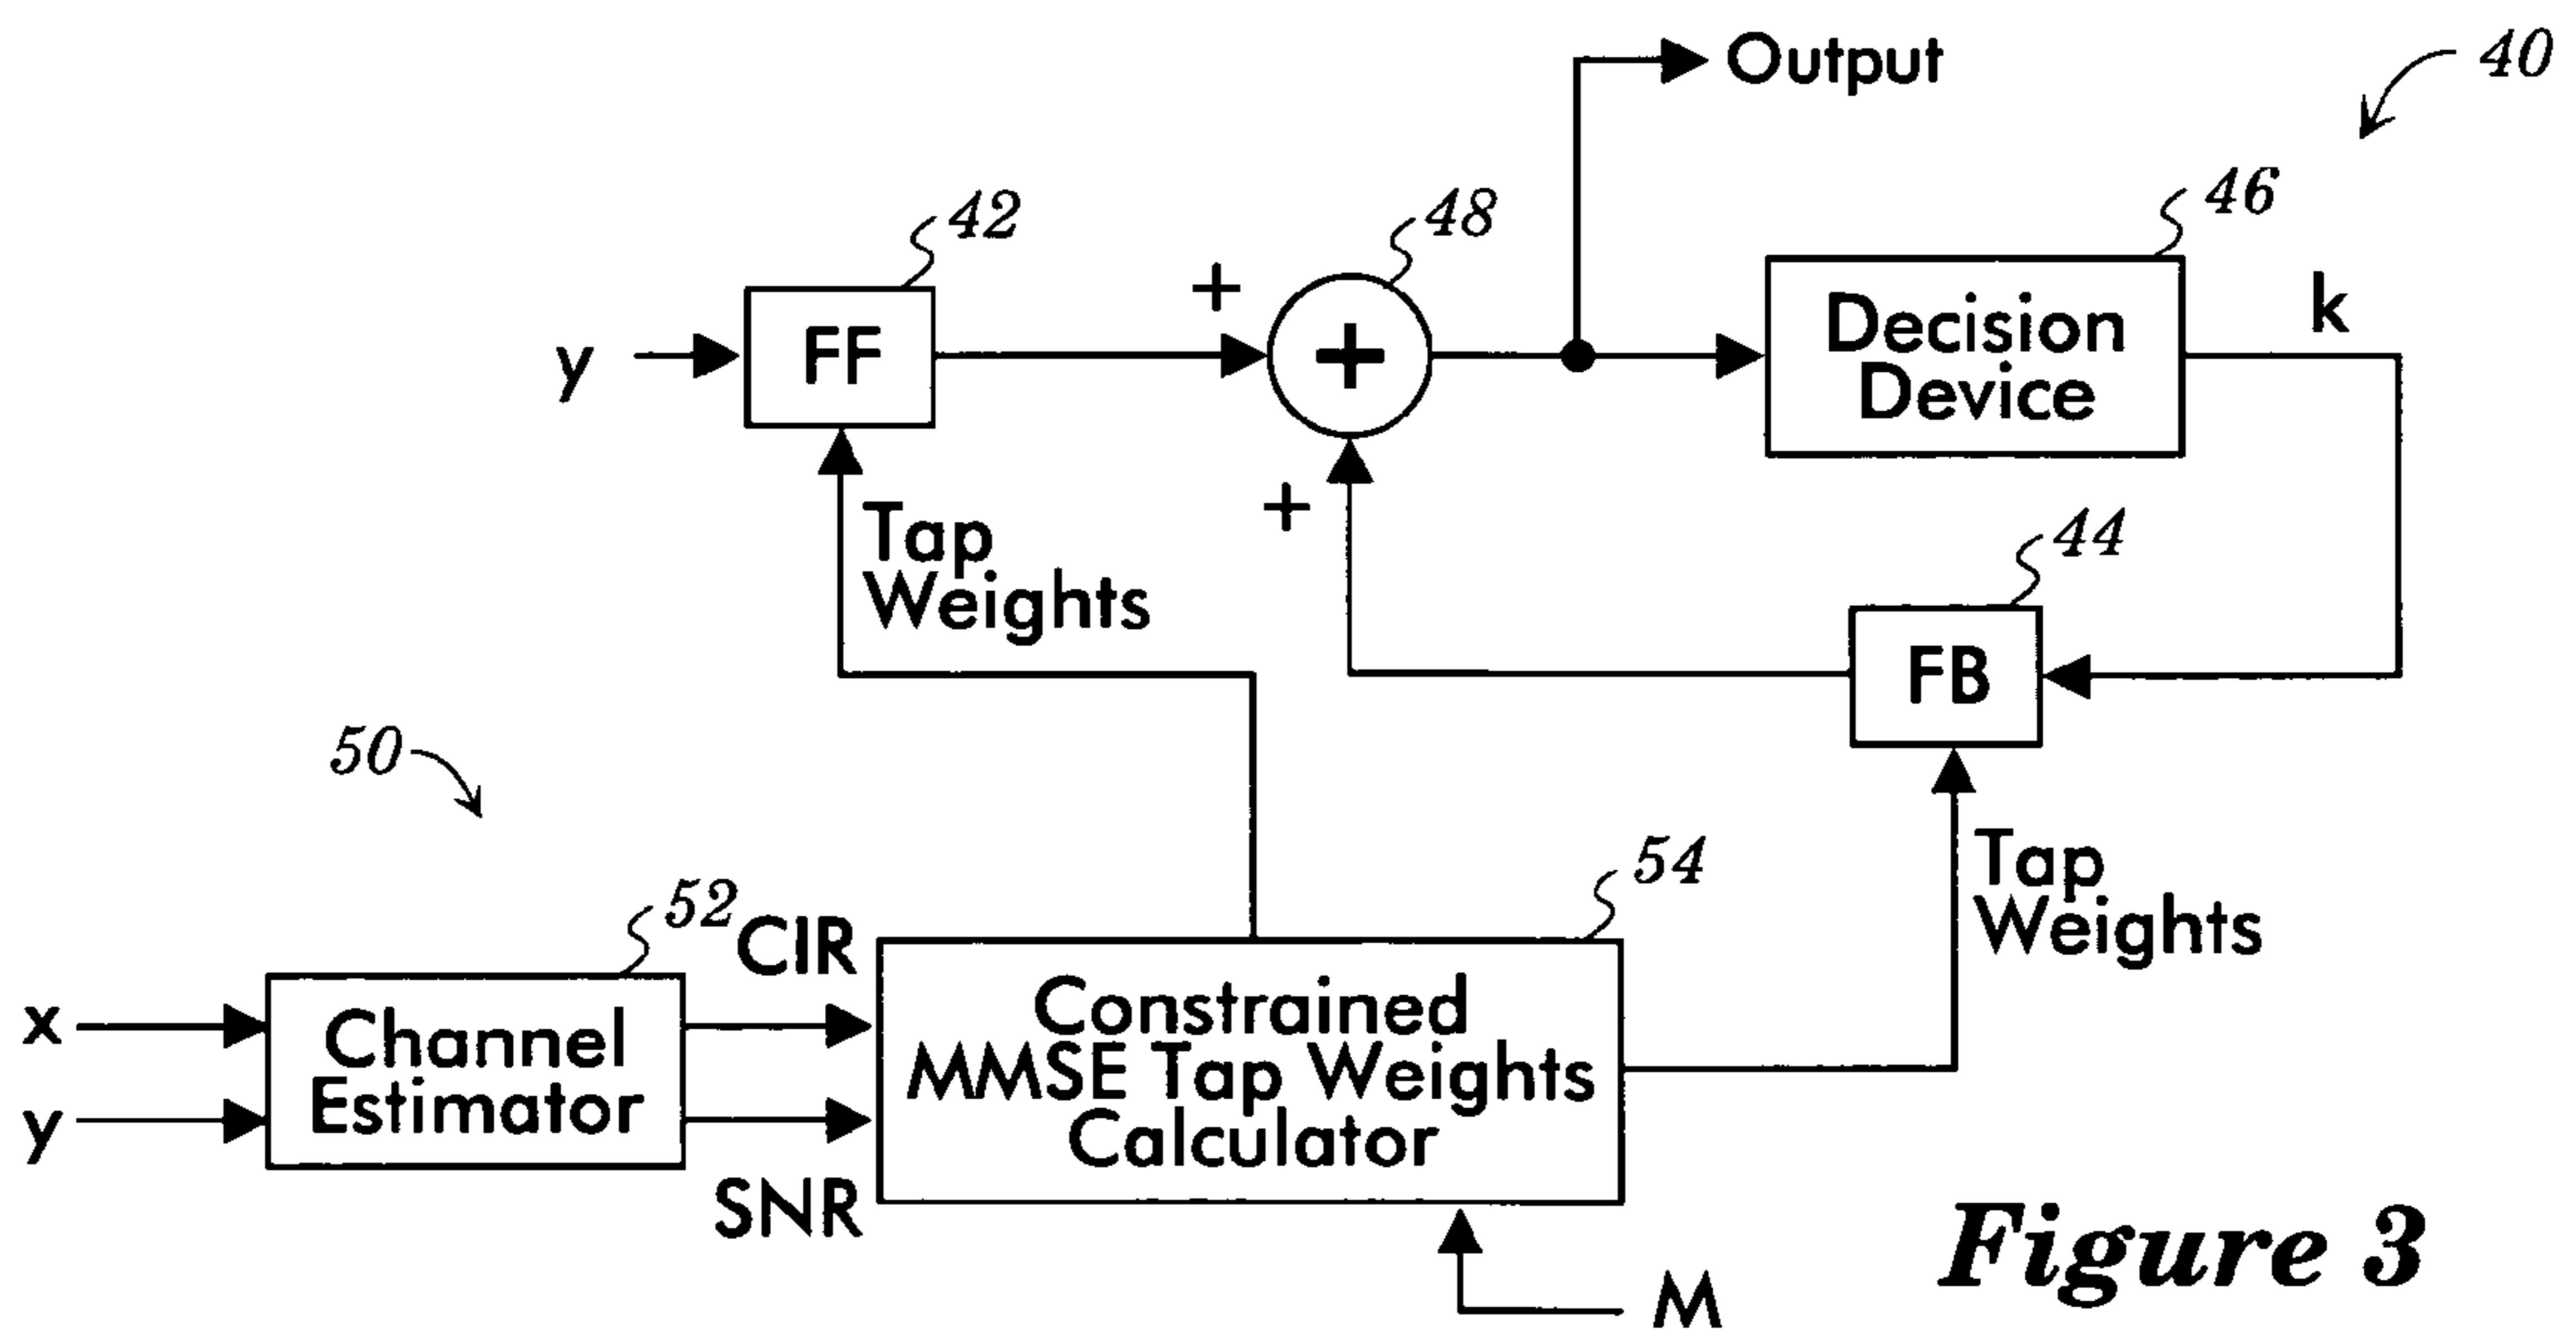 Output
40
42
48
46
+
k
y
FF
+
Decision
Device
+
Tap
Weights
44
FB
50
52
CIR
54
Tap
Weights
x
y
Channel
Estimator
SNR
Constrained
MMSE Tap Weights
Calculator
M
Figure 3